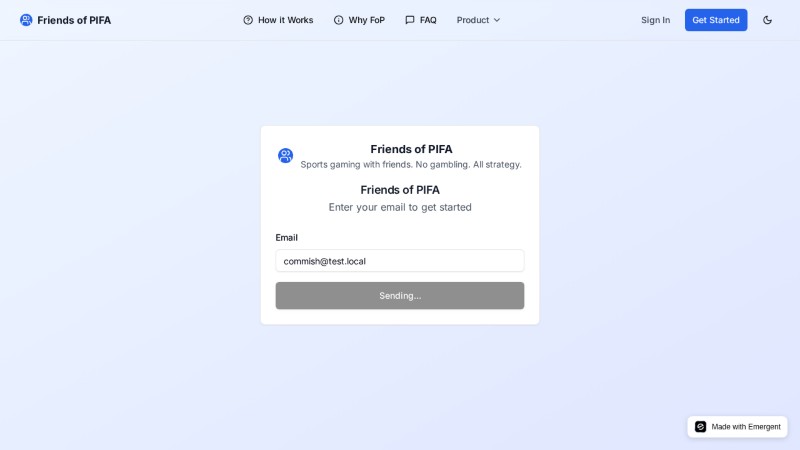 Friends of PIFA
How it Works
Why FoP
FAQ
Product
Sign In
Get Started
Friends of PIFA
Sports gaming with friends. No gambling. All strategy.
Friends of PIFA
Enter your email to get started
Email
commish@test.local
Sending...
Made with Emergent